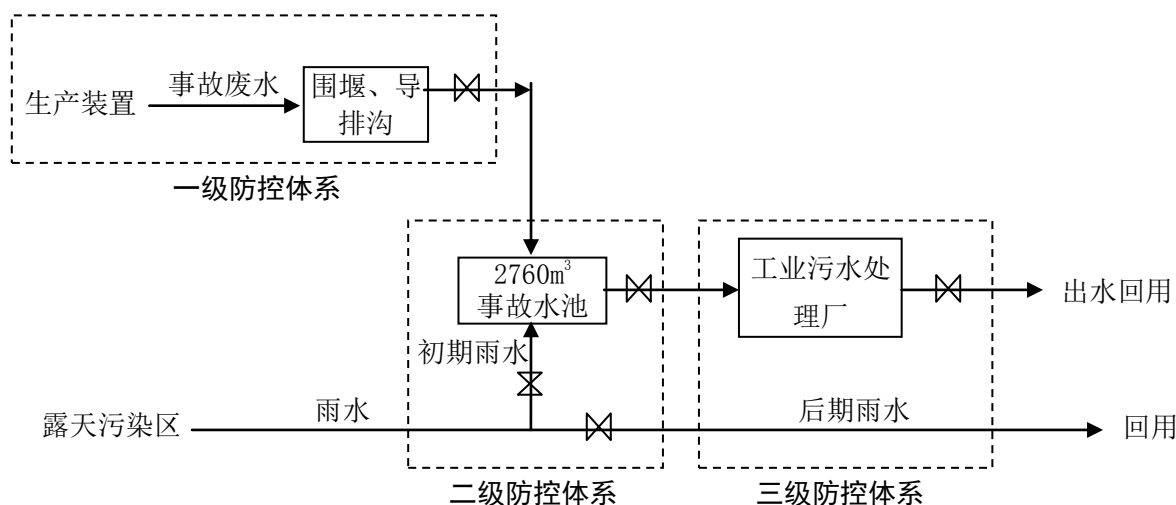 生产装置
事故废水
围堰、导
排沟
一级防控体系
2760m³
事故水池
工业污水处
理厂
出水回用
初期雨水
露天污染区
雨水
后期雨水
回用
二级防控体系
三级防控体系